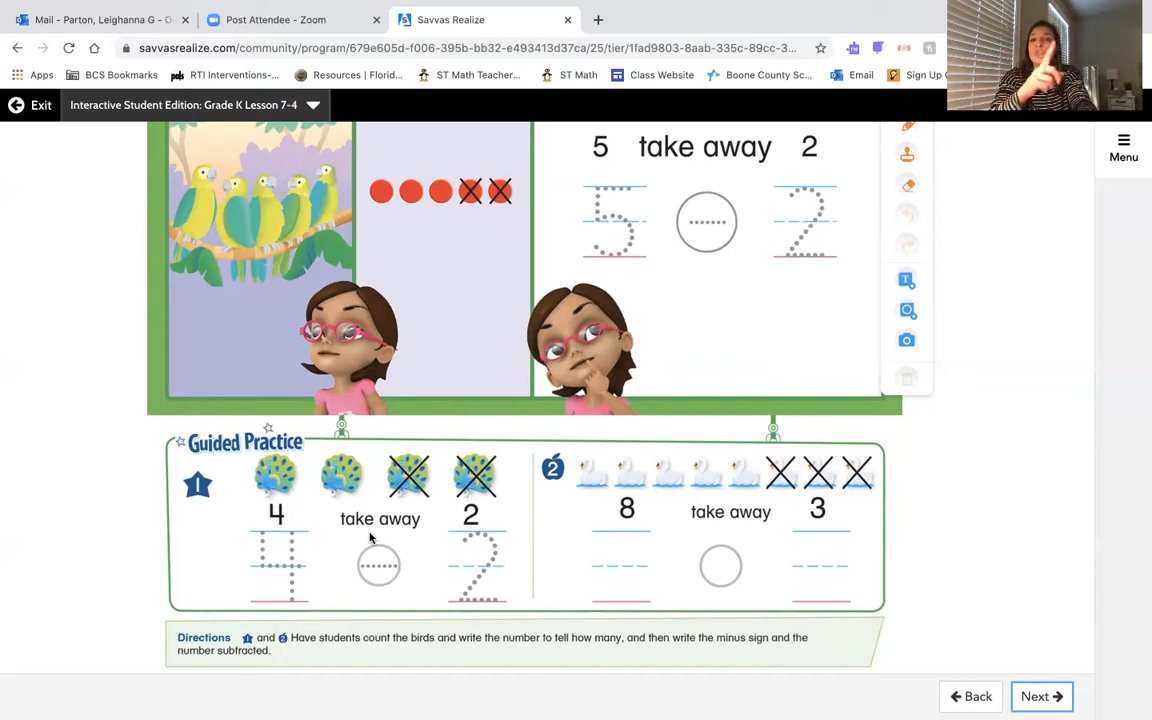 Mail - Parton, Leighanna G - O
Post Attendee - Zoom
Savvas Realize
savvasrealize.com/community/program/679e605d-f006-395b-bb32-e493413d37ca/25/tier/1fad9803-8aab-335c-89cc-3...
Apps
BCS Bookmarks
pds
RTI Interventions-...
Resources | Florid...
ST Math Teacher...
ST Math
Class Website
Boone County Sc...
Email
Sign Up
Exit
Interactive Student Edition: Grade K Lesson 7-4
Menu
5 take away 2
5 - 2
Guided Practice
1
4 take away 2
4 - 2
2
8 take away 3
Directions 1 and 2 Have students count the birds and write the number to tell how many, and then write the minus sign and the
number subtracted.
Back
Next